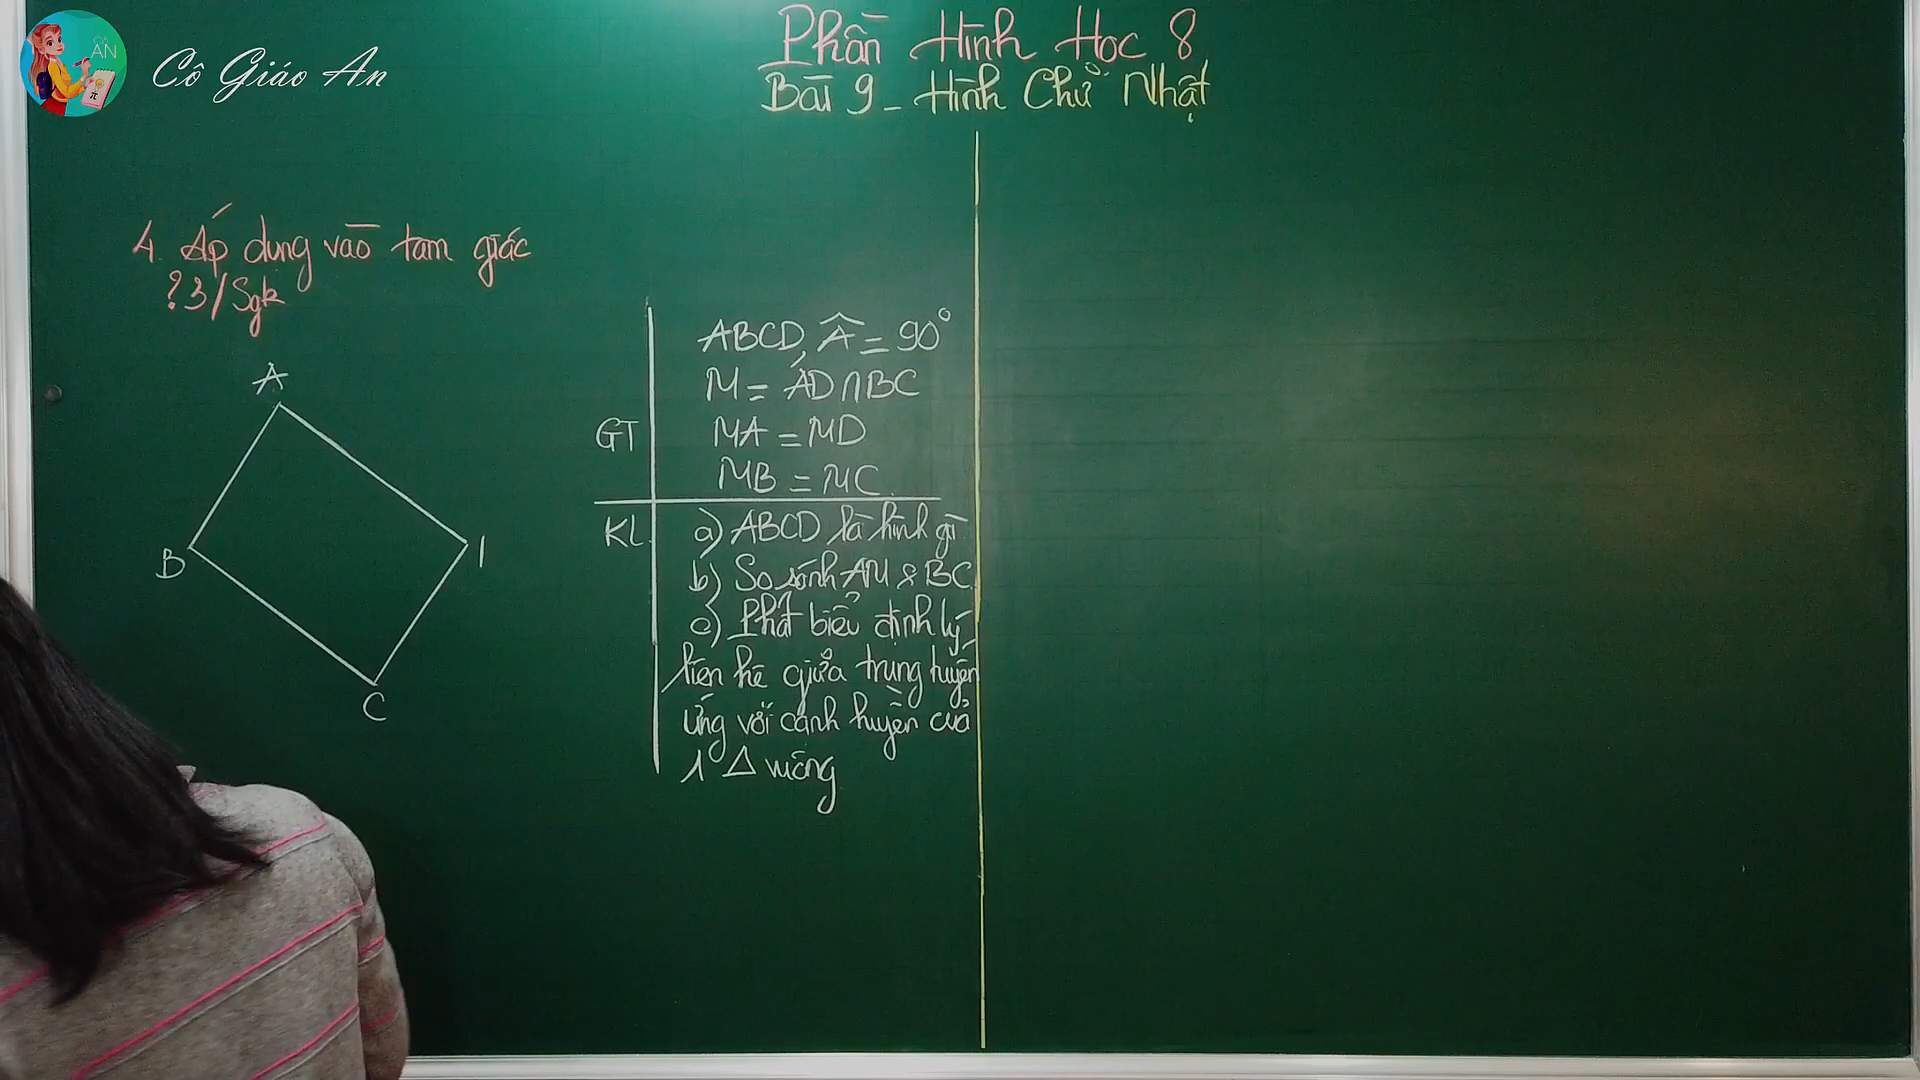 Cô Giáo An
Phần Hình Học 8
Bài 9 - Hình Chữ Nhật
4. Áp dụng vào tam giác
?3/Sgk
A
B
C
GT
ABCD, Â = 90°
M = AD ∩ BC
MA = MD
MB = MC
KL
a) ABCD là hình gì
b) So sánh AM & BC
c) Phát biểu định lý
liên hệ giữa trung tuyến
ứng với cạnh huyền của
1 Δ vuông